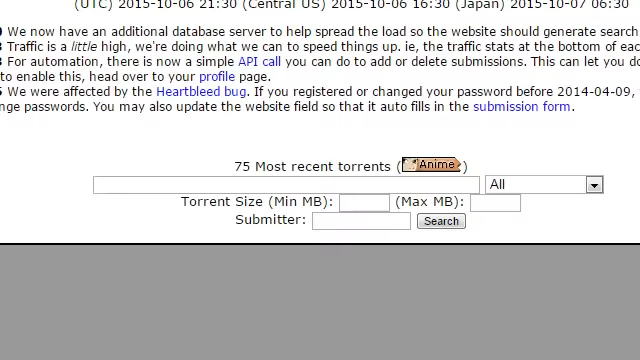 (UTC) 2015-10-06 21:30 (Central US) 2015-10-06 16:30 (Japan) 2015-10-07 06:30
We now have an additional database server to help spread the load so the website should generate search
Traffic is a little high, we're doing what we can to speed things up. ie, the traffic stats at the bottom of eac
For automation, there is now a simple API call you can do to add or delete submissions. This can let you do
to enable this, head over to your profile page.
We were affected by the Heartbleed bug. If you registered or changed your password before 2014-04-09,
nge passwords. You may also update the website field so that it auto fills in the submission form.
75 Most recent torrents (Anime)
All
Torrent Size (Min MB): (Max MB):
Submitter: Search